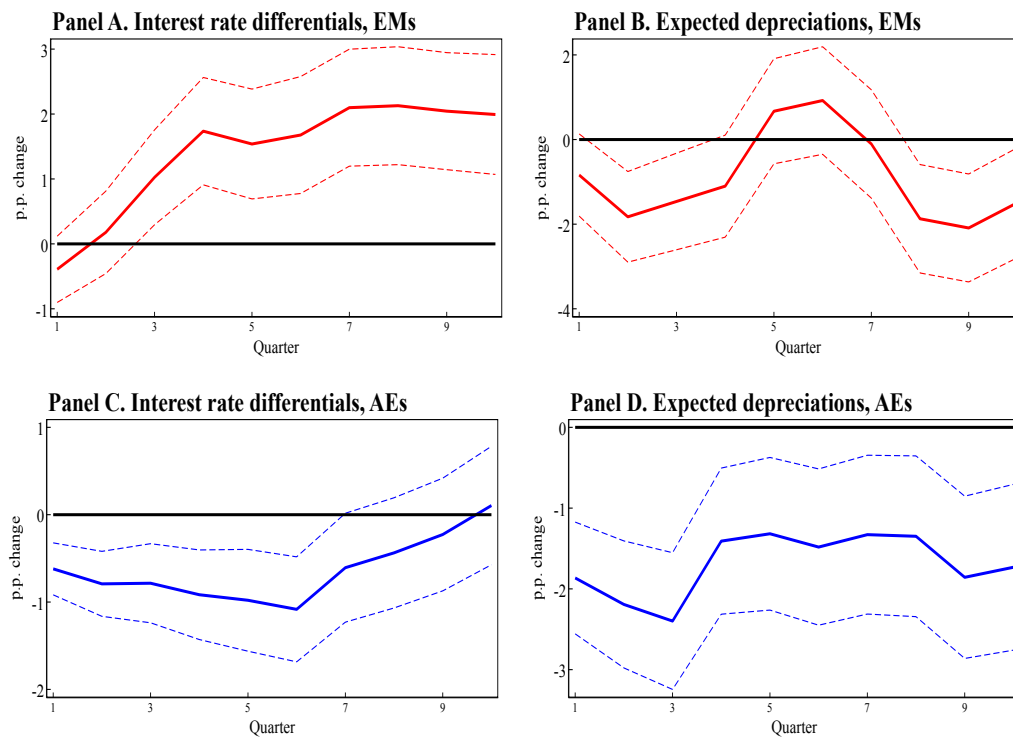 Panel A. Interest rate differentials, EMs
3
2
1
0
-1
p.p. change
1 3 5 7 9
Quarter
Panel B. Expected depreciations, EMs
2
0
-2
-4
p.p. change
1 3 5 7 9
Quarter
Panel C. Interest rate differentials, AEs
1
0
-1
-2
p.p. change
1 3 5 7 9
Quarter
Panel D. Expected depreciations, AEs
0
-1
-2
-3
p.p. change
1 3 5 7 9
Quarter